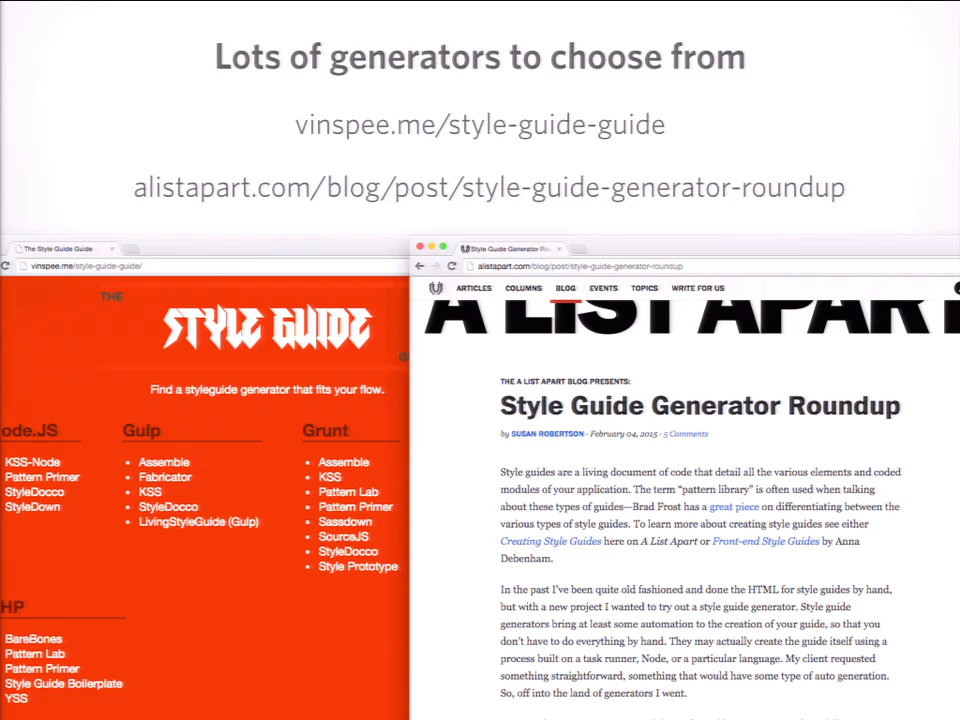 Lots of generators to choose from
vinspee.me/style-guide-guide
alistapart.com/blog/post/style-guide-generator-roundup
The Style Guide Guide
vinspee.me/style-guide-guide/
THE
STYLE GUIDE
Find a styleguide generator that fits your flow.
ode.JS
KSS-Node
Pattern Primer
StyleDocco
StyleDown
Gulp
Assemble
Fabricator
KSS
StyleDocco
LivingStyleGuide (Gulp)
Grunt
Assemble
KSS
Pattern Lab
Pattern Primer
Sassdown
SourceJS
StyleDocco
Style Prototype
HP
BareBones
Pattern Lab
Pattern Primer
Style Guide Boilerplate
YSS
Style Guide Generator Ro
alistapart.com/blog/post/style-guide-generator-roundup
ARTICLES COLUMNS BLOG EVENTS TOPICS WRITE FOR US
A LIST APART
THE A LIST APART BLOG PRESENTS:
Style Guide Generator Roundup
by SUSAN ROBERTSON · February 04, 2015 · 5 Comments
Style guides are a living document of code that detail all the various elements and coded
modules of your application. The term “pattern library” is often used when talking
about these types of guides—Brad Frost has a great piece on differentiating between the
various types of style guides. To learn more about creating style guides see either
Creating Style Guides here on A List Apart or Front-end Style Guides by Anna
Debenham.
In the past I’ve been quite old fashioned and done the HTML for style guides by hand,
but with a new project I wanted to try out a style guide generator. Style guide
generators bring at least some automation to the creation of your guide, so that you
don’t have to do everything by hand. They may actually create the guide itself using a
process built on a task runner, Node, or a particular language. My client requested
something straightforward, something that would have some type of auto generation.
So, off into the land of generators I went.